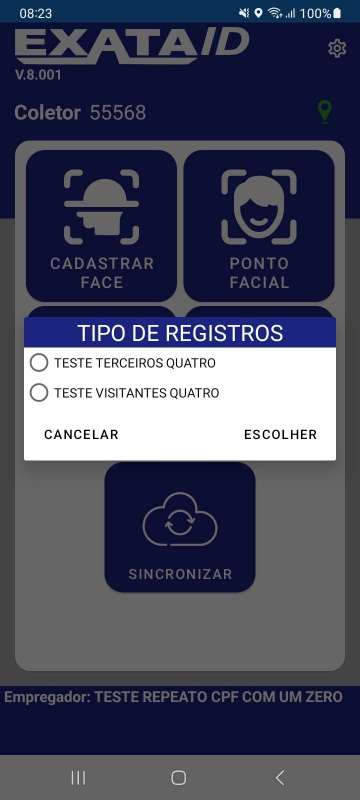 08:23
100%
EXATA ID
V.8.001
Coletor 55568
CADASTRAR
FACE
PONTO
FACIAL
TIPO DE REGISTROS
TESTE TERCEIROS QUATRO
TESTE VISITANTES QUATRO
CANCELAR
ESCOLHER
SINCRONIZAR
Empregador: TESTE REPEATO CPF COM UM ZERO